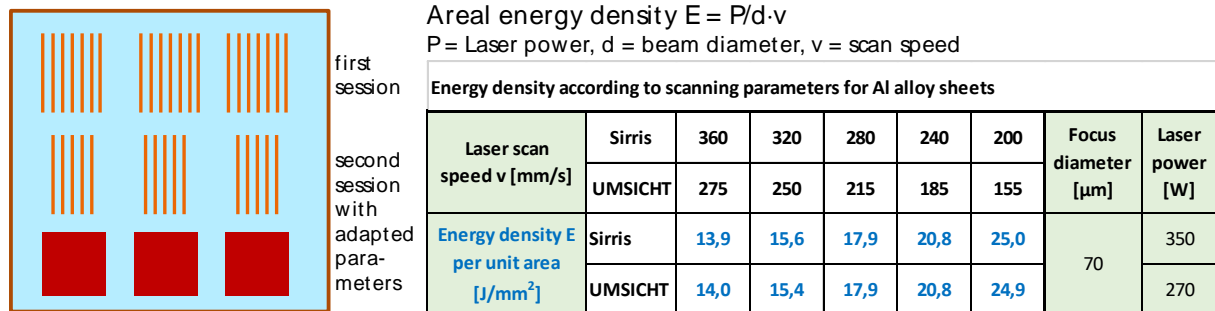 first
session
second
session
with
adapted
para-
meters
Areal energy density E = P/d·v
P = Laser power, d = beam diameter, v = scan speed
Energy density according to scanning parameters for Al alloy sheets
Laser scan
speed v [mm/s]
Sirris 360 320 280 240 200
UMSICHT 275 250 215 185 155
Focus
diameter
[µm]
Laser
power
[W]
Energy density E
per unit area
[J/mm²]
Sirris 13,9 15,6 17,9 20,8 25,0
UMSICHT 14,0 15,4 17,9 20,8 24,9
70
350
270